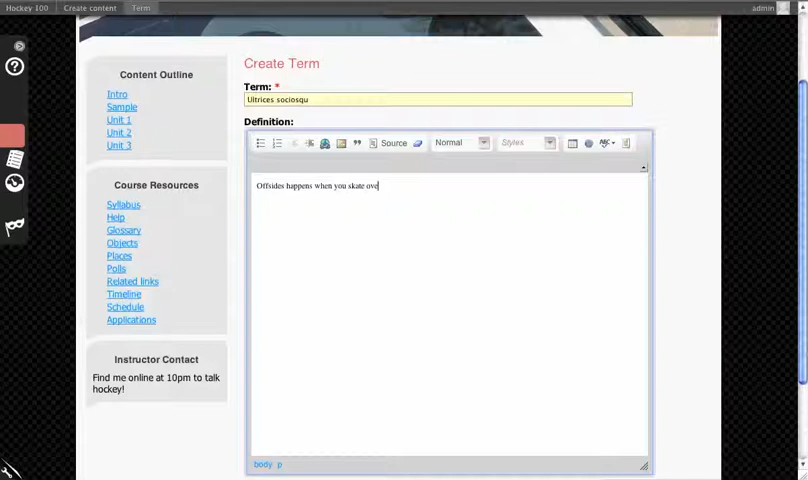 Hockey 100 Create content Term admin
Content Outline
Intro
Sample
Unit 1
Unit 2
Unit 3
Course Resources
Syllabus
Help
Glossary
Objects
Places
Polls
Related links
Timeline
Schedule
Applications
Instructor Contact
Find me online at 10pm to talk
hockey!
Create Term
Term: *
Ultrices sociosqu
Definition:
Source Normal Styles ABC
Offsides happens when you skate ove
body p